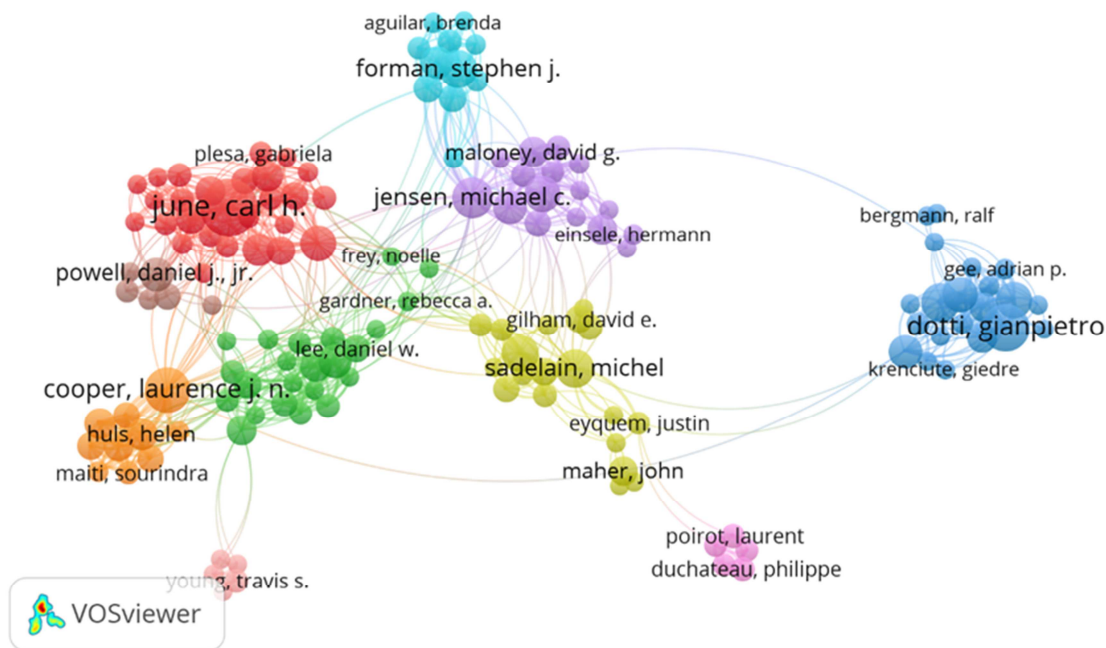 aguilar, brenda
forman, stephen j.
plesa, gabriela
maloney, david g.
june, carl h.
jensen, michael c.
bergmann, ralf
einsele, hermann
frey, noelle
powell, daniel j., jr.
gee, adrian p.
gardner, rebecca a.
gilham, david e.
dotti, gianpietro
lee, daniel w.
sadelain, michel
krenciute, giedre
cooper, laurence j. n.
eyquem, justin
huls, helen
maiti, sourindra
maher, john
poirot, laurent
duchateau, philippe
young, travis s.
VOSviewer